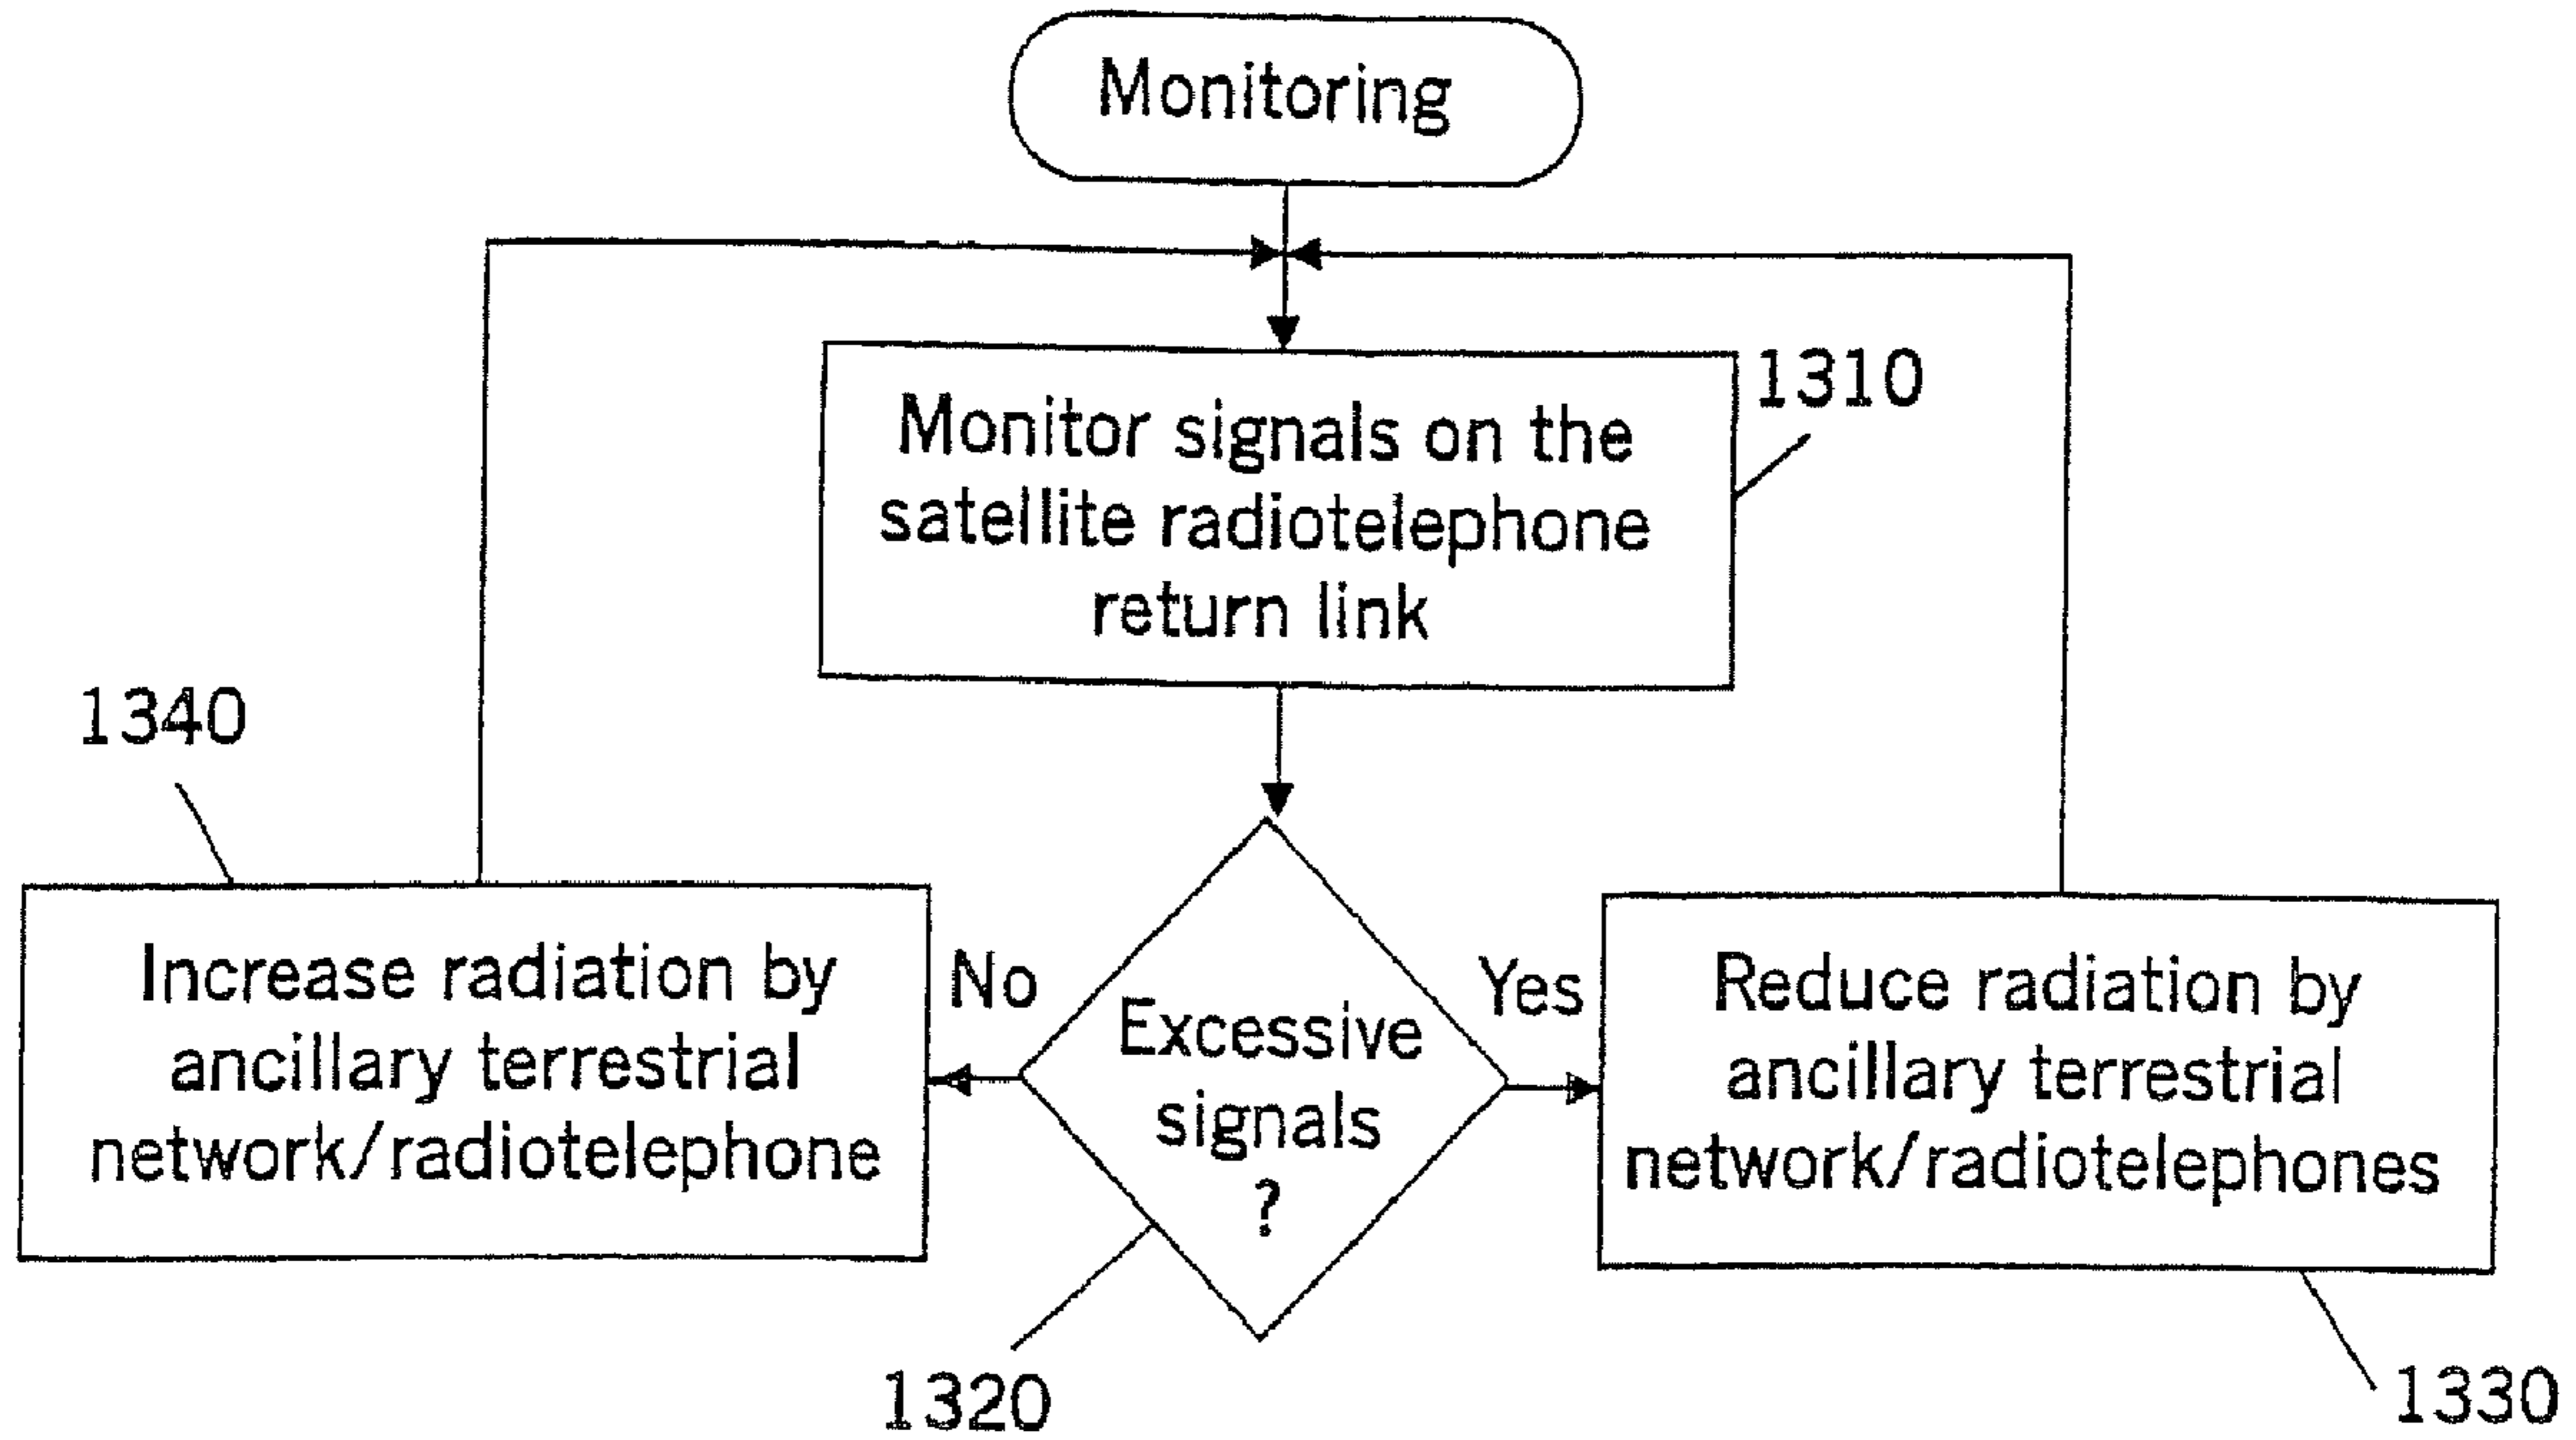 Monitoring
Monitor signals on the
satellite radiotelephone
return link
1310
1340
Increase radiation by
ancillary terrestrial
network/radiotelephone
No
Excessive
signals
?
Yes
Reduce radiation by
ancillary terrestrial
network/radiotelephones
1320
1330